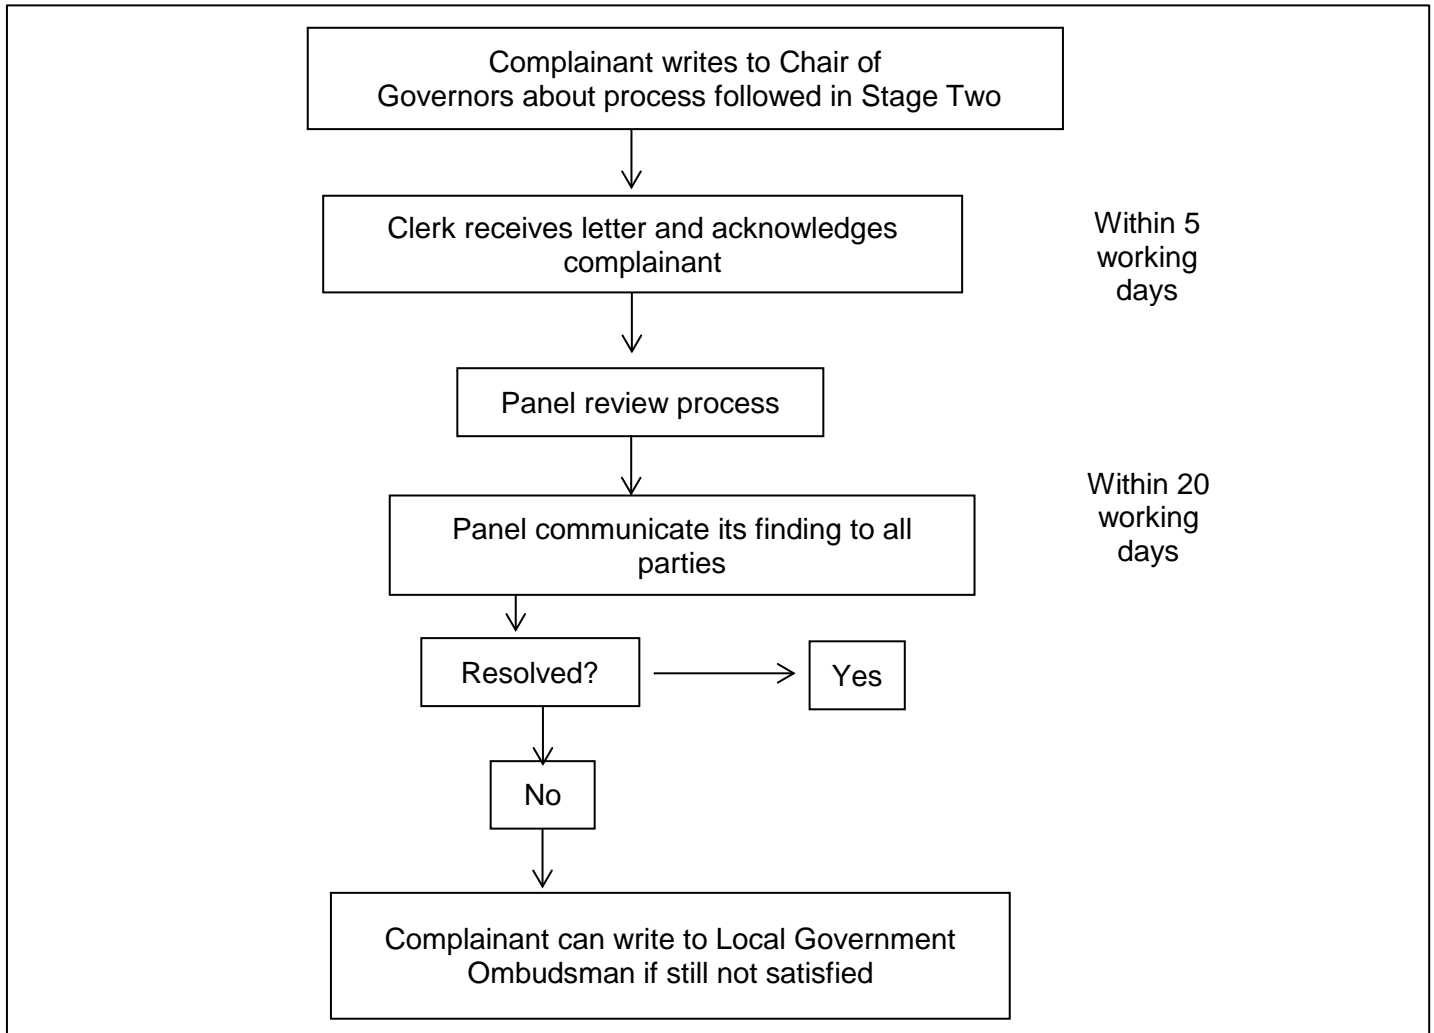 Complainant writes to Chair of
Governors about process followed in Stage Two
Clerk receives letter and acknowledges
complainant
Within 5
working
days
Panel review process
Panel communicate its finding to all
parties
Within 20
working
days
Resolved?
Yes
No
Complainant can write to Local Government
Ombudsman if still not satisfied